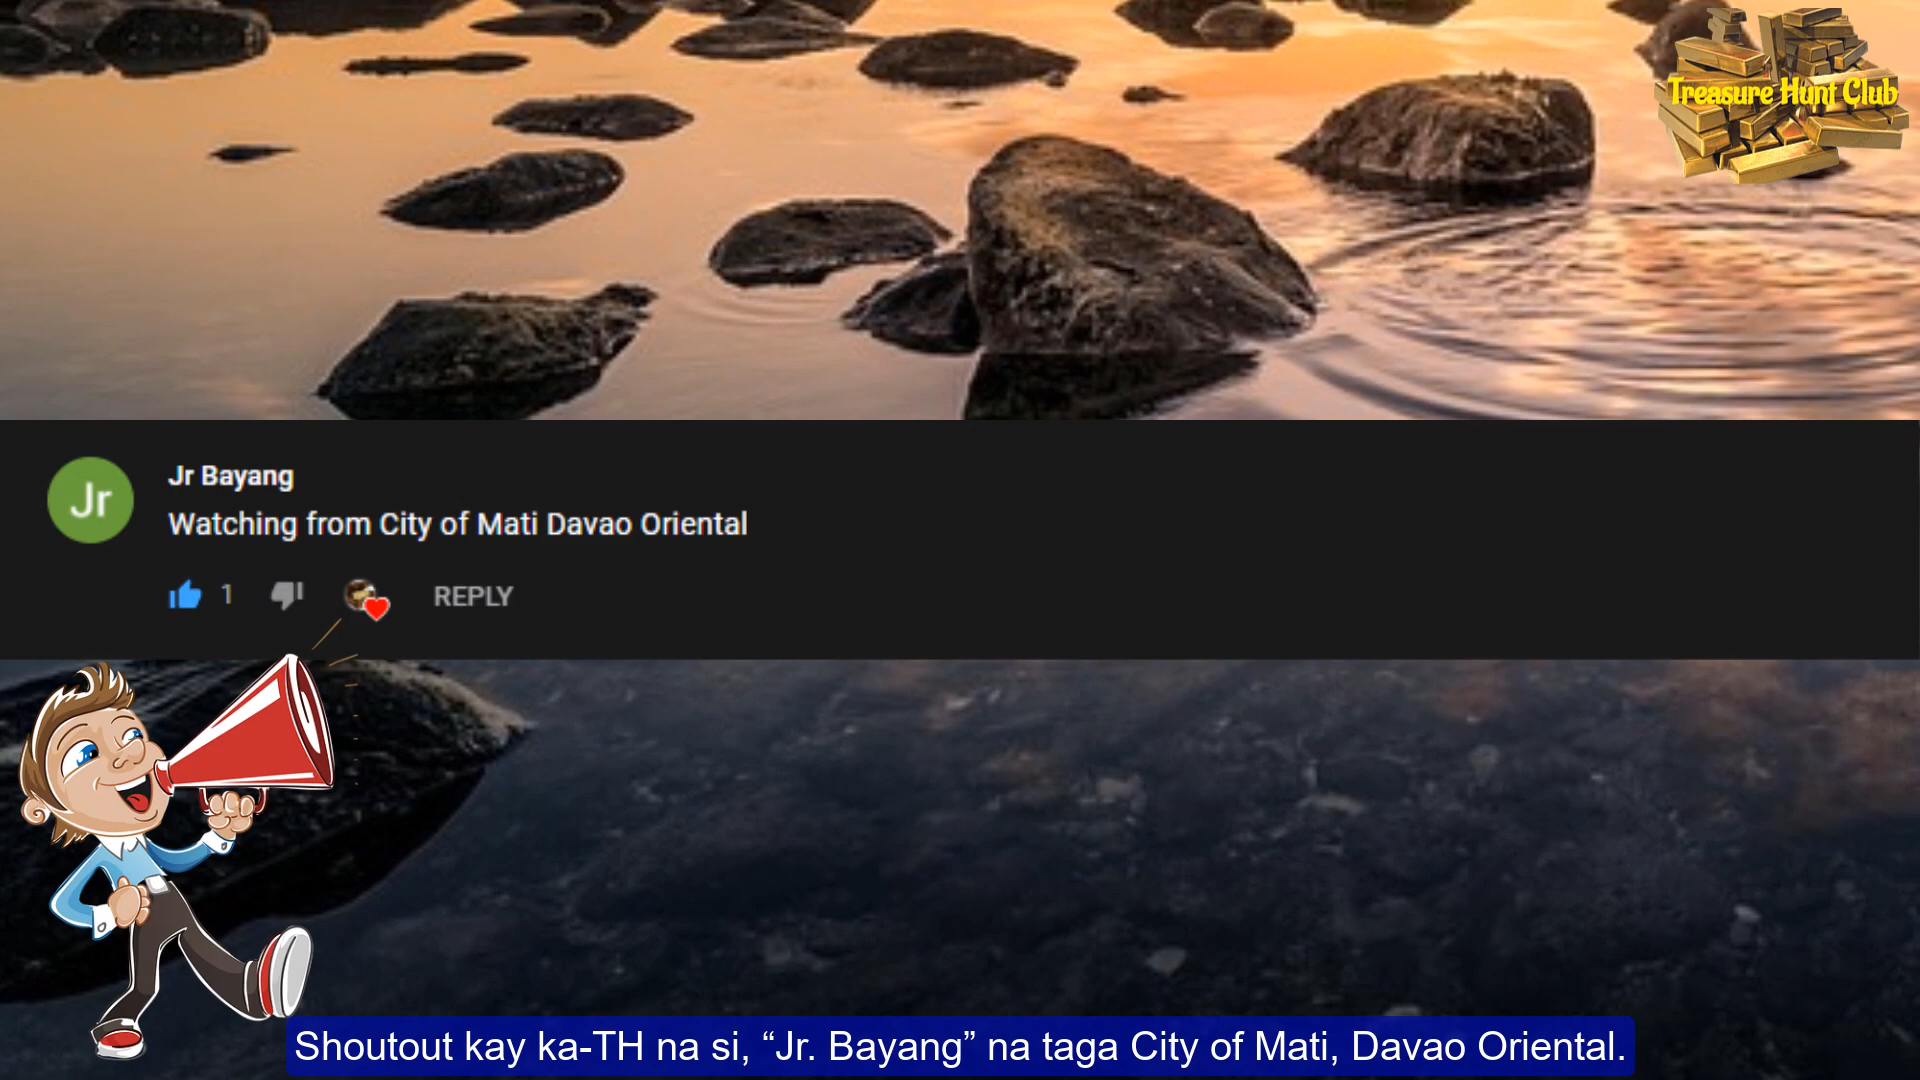 Treasure Hunt Club
Jr
Jr Bayang
Watching from City of Mati Davao Oriental
1
REPLY
Shoutout kay ka-TH na si, “Jr. Bayang” na taga City of Mati, Davao Oriental.